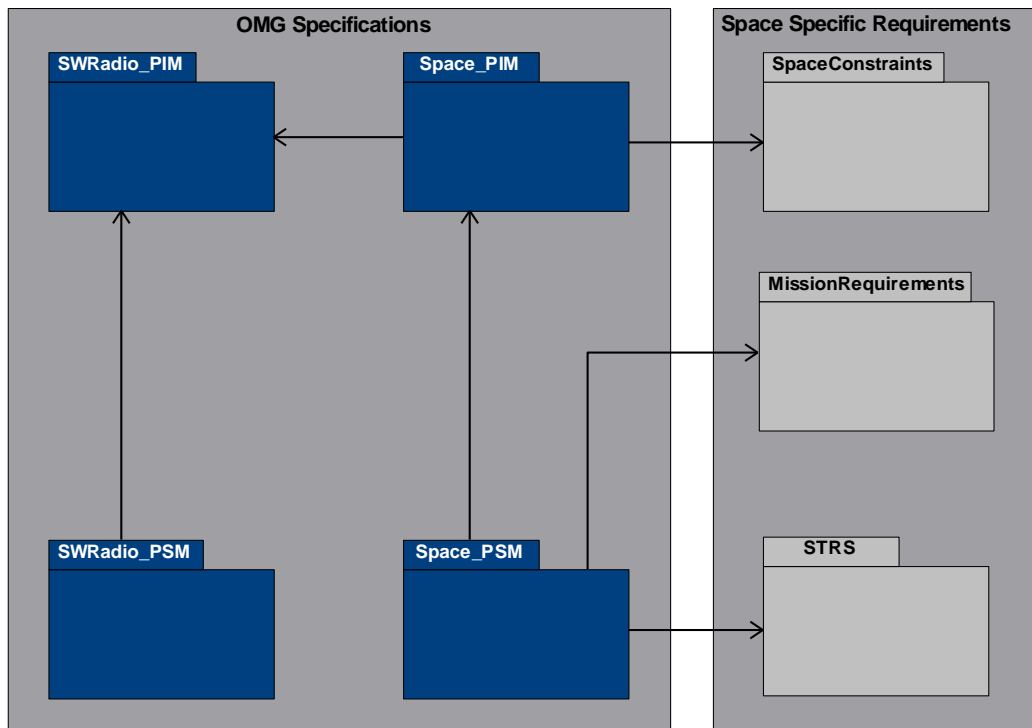 OMG Specifications
Space Specific Requirements
SWRadio_PIM
Space_PIM
SpaceConstraints
MissionRequirements
SWRadio_PSM
Space_PSM
STRS